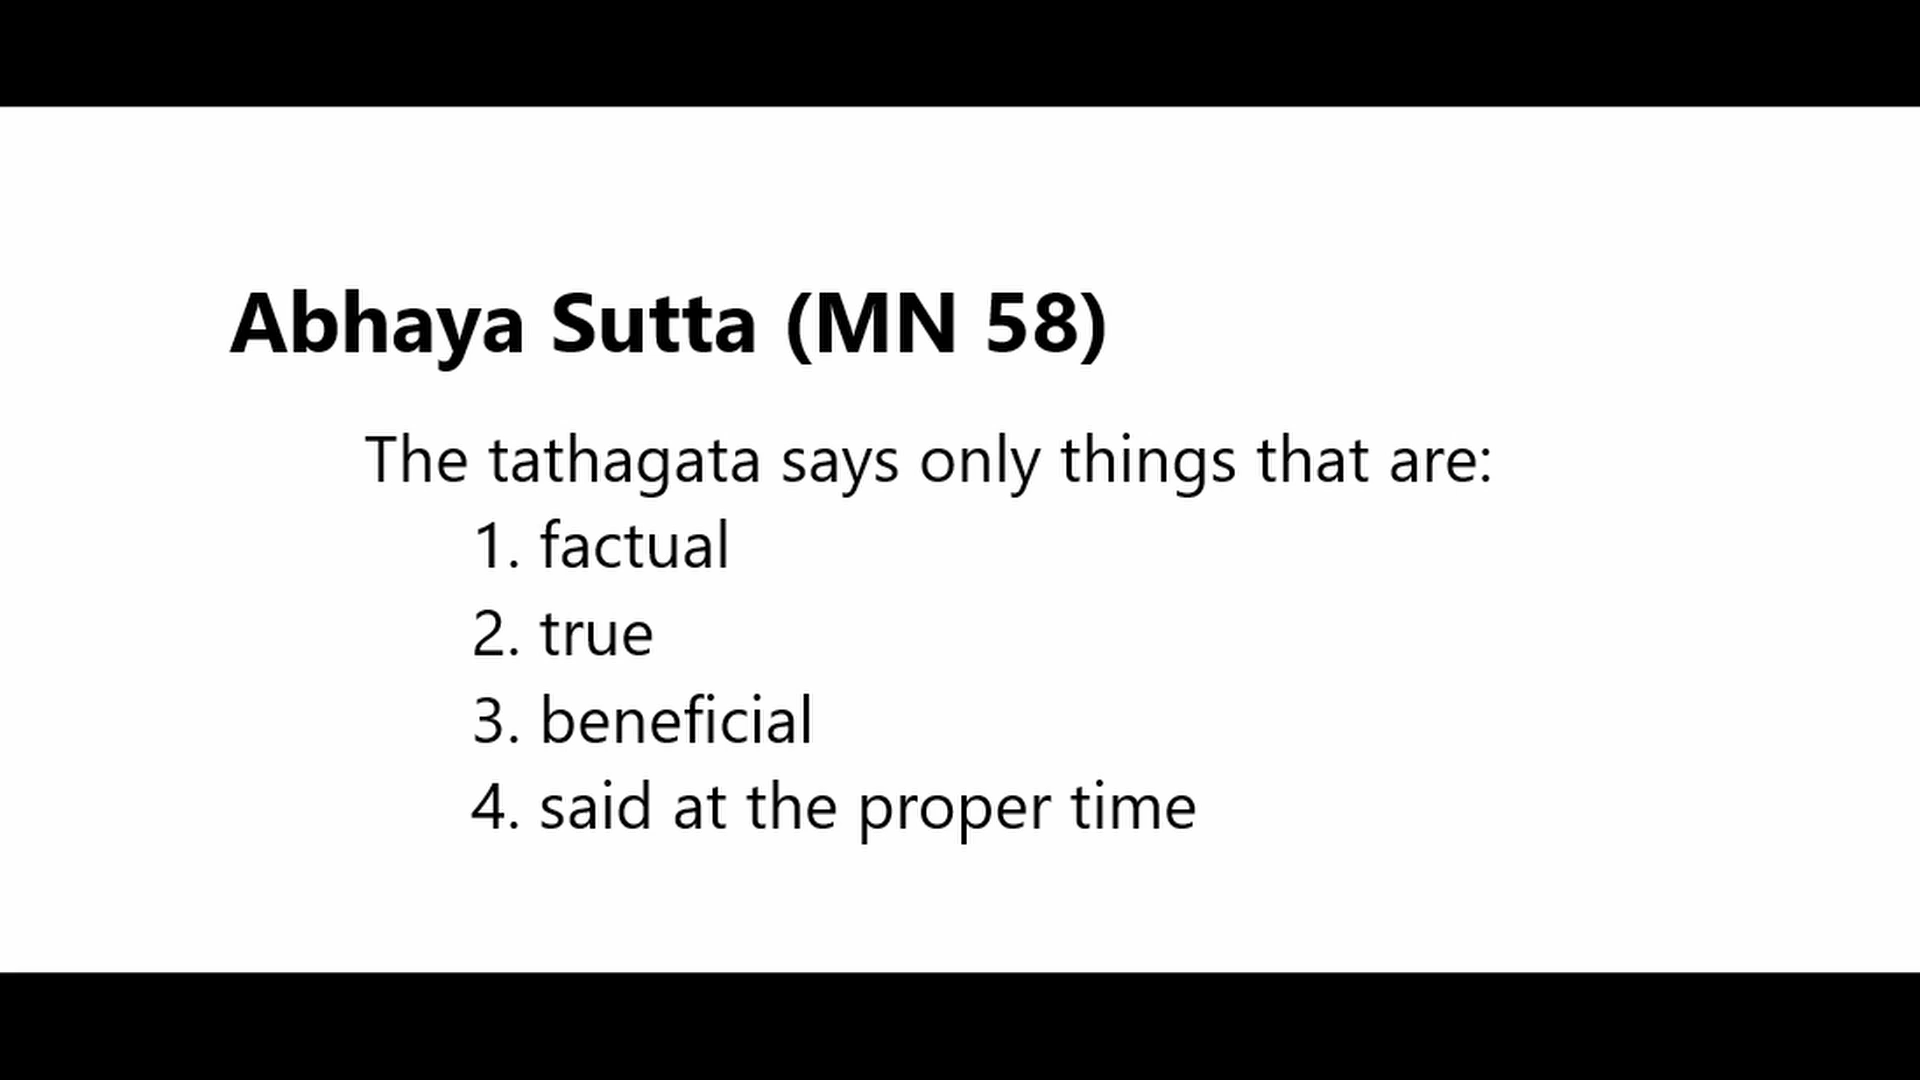 Abhaya Sutta (MN 58)
The tathagata says only things that are:
1. factual
2. true
3. beneficial
4. said at the proper time